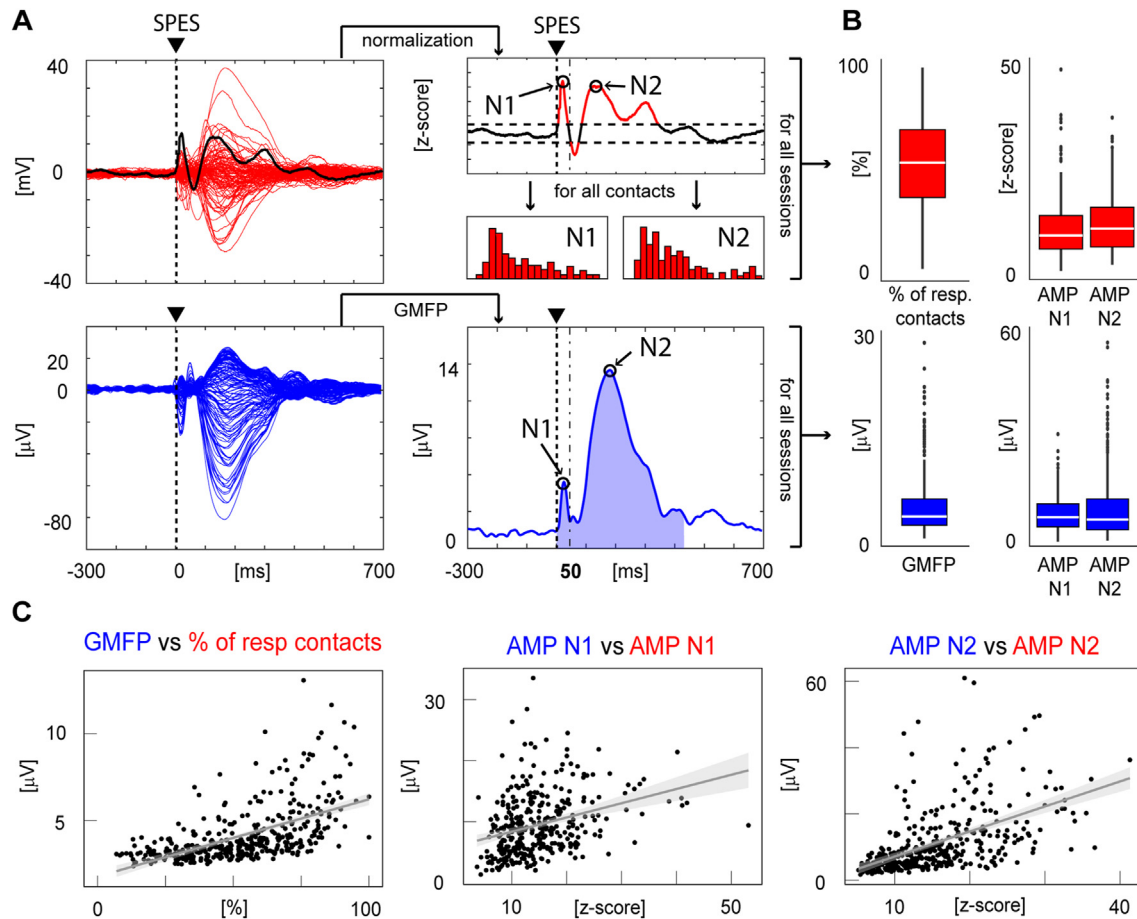 A
SPES
normalization
SPES
B
40
0
-40
[mV]
[z-score]
N1
N2
for all contacts
N1
N2
for all sessions
100
[%]
0
% of resp.
contacts
50
[z-score]
0
AMP
N1
AMP
N2
GMFP
20
0
-80
[µV]
-300
0
[ms]
700
14
[µV]
0
N1
N2
-300
50
[ms]
700
for all sessions
30
[µV]
0
GMFP
60
[µV]
0
AMP
N1
AMP
N2
C
GMFP vs % of resp contacts
10
5
[µV]
0
[%]
100
AMP N1 vs AMP N1
30
[µV]
0
10
[z-score]
50
AMP N2 vs AMP N2
60
[µV]
0
10
[z-score]
40